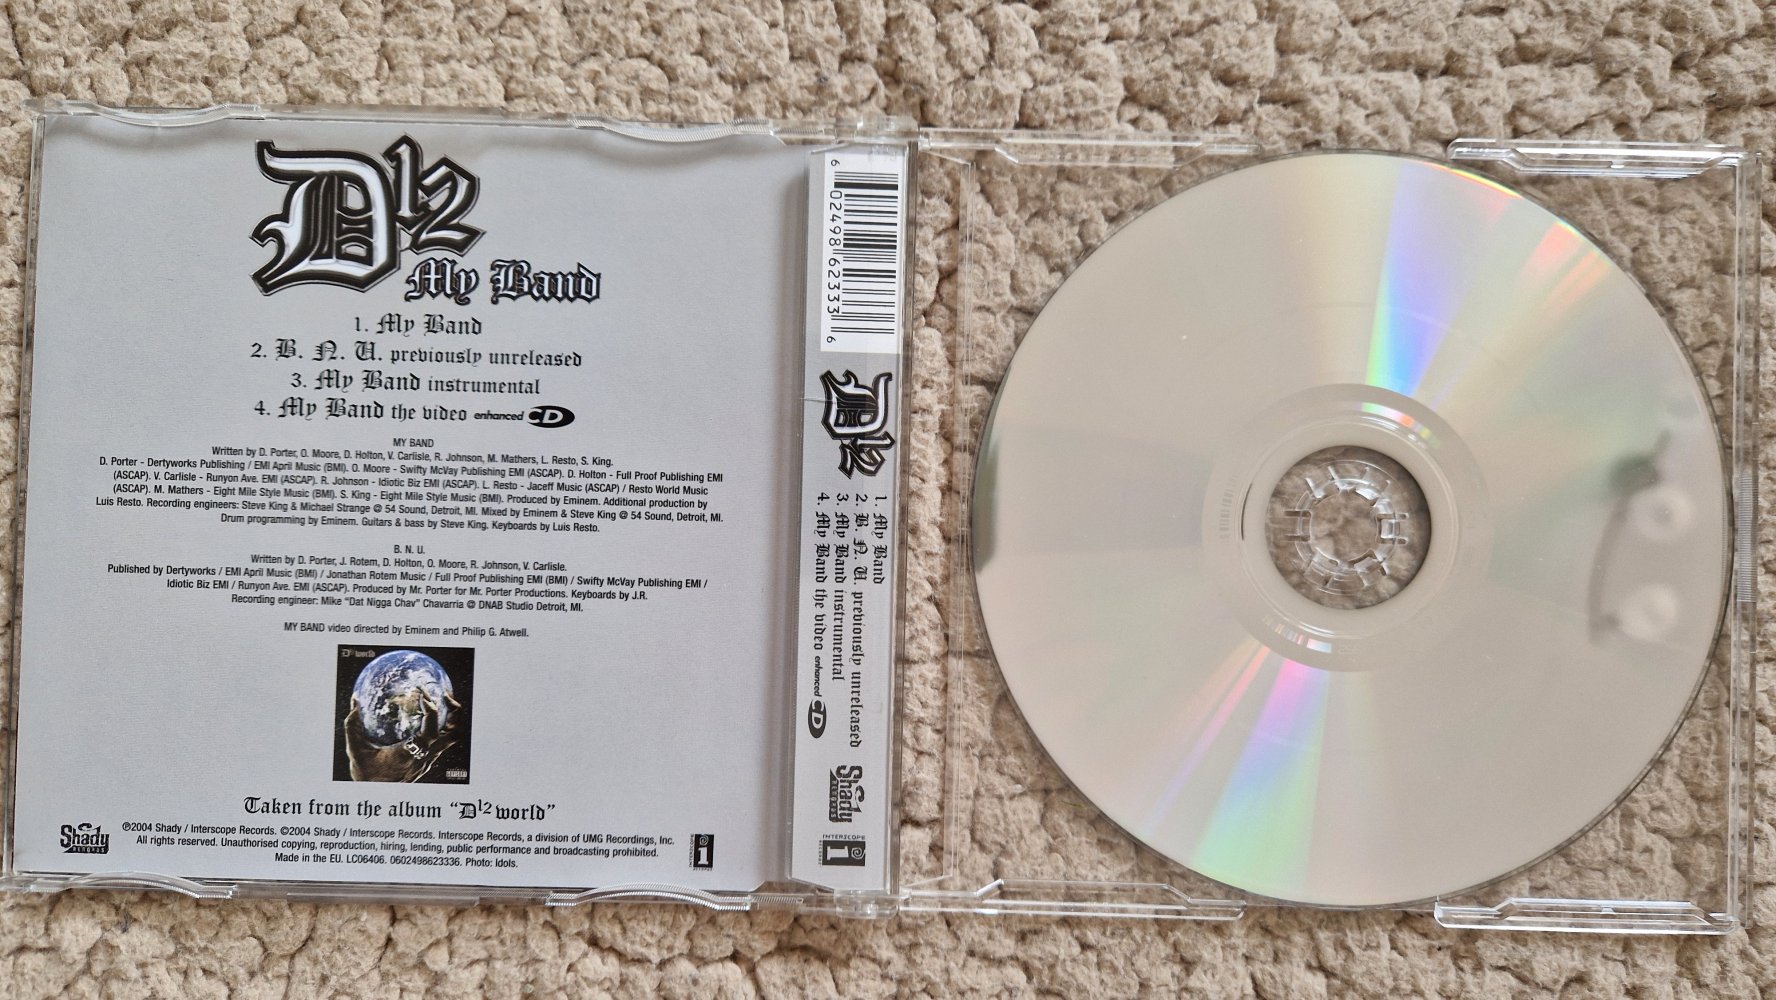 D12
My Band
1. My Band
2. B. N. U. previously unreleased
3. My Band instrumental
4. My Band the video enhanced CD
MY BAND
Written by D. Porter, O. Moore, D. Holton, V. Carlisle, R. Johnson, M. Mathers, L. Resto, S. King.
D. Porter - Dertyworks Publishing / EMI April Music (BMI). O. Moore - Swifty McVay Publishing EMI (ASCAP). D. Holton - Full Proof Publishing EMI
(ASCAP). V. Carlisle - Runyon Ave. EMI (ASCAP). R. Johnson - Idiotic Biz EMI (ASCAP). L. Resto - Jaceff Music (ASCAP) / Resto World Music
(ASCAP). M. Mathers - Eight Mile Style Music (BMI). S. King - Eight Mile Style Music (BMI). Produced by Eminem. Additional production by
Luis Resto. Recording engineers: Steve King & Michael Strange @ 54 Sound, Detroit, MI. Mixed by Eminem & Steve King @ 54 Sound, Detroit, MI.
Drum programming by Eminem. Guitars & bass by Steve King. Keyboards by Luis Resto.
B. N. U.
Written by D. Porter, J. Rotem, D. Holton, O. Moore, R. Johnson, V. Carlisle.
Published by Dertyworks / EMI April Music (BMI) / Jonathan Rotem Music / Full Proof Publishing EMI (BMI) / Swifty McVay Publishing EMI /
Idiotic Biz EMI / Runyon Ave. EMI (ASCAP). Produced by Mr. Porter for Mr. Porter Productions. Keyboards by J.R.
Recording engineer: Mike "Dat Nigga Chav" Chavarria @ DNAB Studio Detroit, MI.
MY BAND video directed by Eminem and Philip G. Atwell.
D12 world
Taken from the album "D12 world"
Shady
RECORDS
℗2004 Shady / Interscope Records. ©2004 Shady / Interscope Records. Interscope Records, a division of UMG Recordings, Inc.
All rights reserved. Unauthorised copying, reproduction, hiring, lending, public performance and broadcasting prohibited.
Made in the EU. LC06406. 0602498623336. Photo: Idols.
6 02498 62333 6
D12
1. My Band
2. B. N. U. previously unreleased
3. My Band instrumental
4. My Band the video enhanced CD
Shady
RECORDS
INTERSCOPE
i